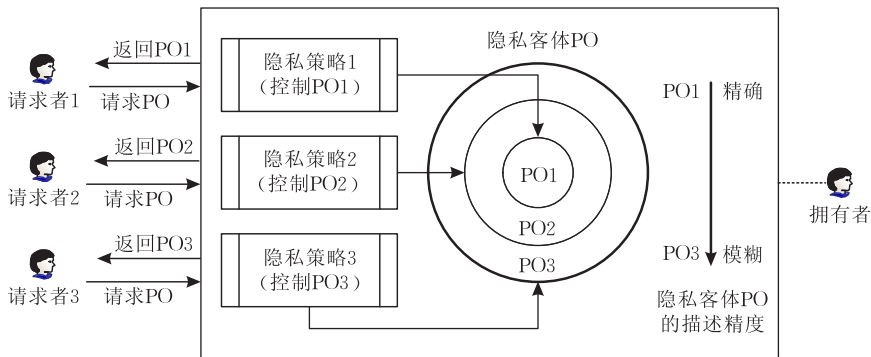 返回PO1
请求者1
请求PO
返回PO2
请求者2
请求PO
返回PO3
请求者3
请求PO
隐私策略1
(控制PO1)
隐私策略2
(控制PO2)
隐私策略3
(控制PO3)
隐私客体PO
PO1
PO2
PO3
PO1 精确
PO3 模糊
隐私客体PO
的描述精度
拥有者